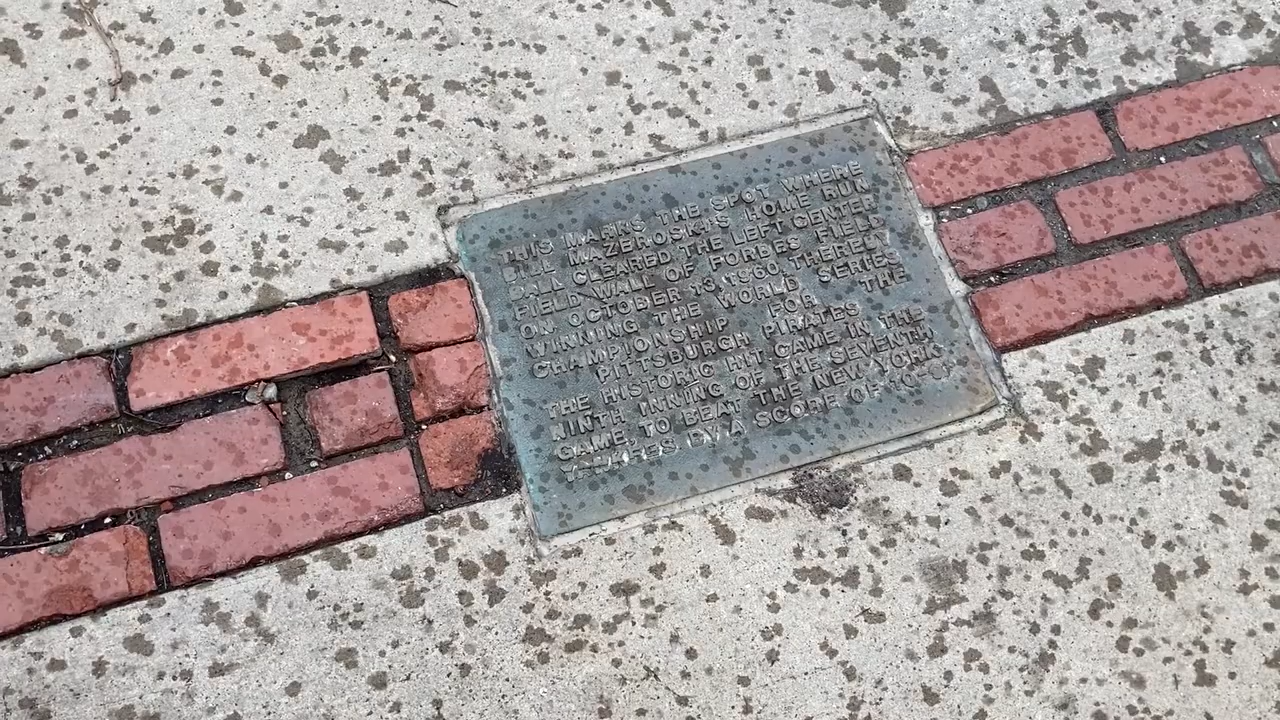 THIS MARKS THE SPOT WHERE
BILL MAZEROSKI'S HOME RUN
BALL CLEARED THE LEFT CENTER
FIELD WALL OF FORBES FIELD
ON OCTOBER 13, 1960, THEREBY
WINNING THE WORLD SERIES
CHAMPIONSHIP FOR THE
PITTSBURGH PIRATES
THE HISTORIC HIT CAME IN THE
NINTH INNING OF THE SEVENTH
GAME, TO BEAT THE NEW YORK
YANKEES BY A SCORE OF 10-9.